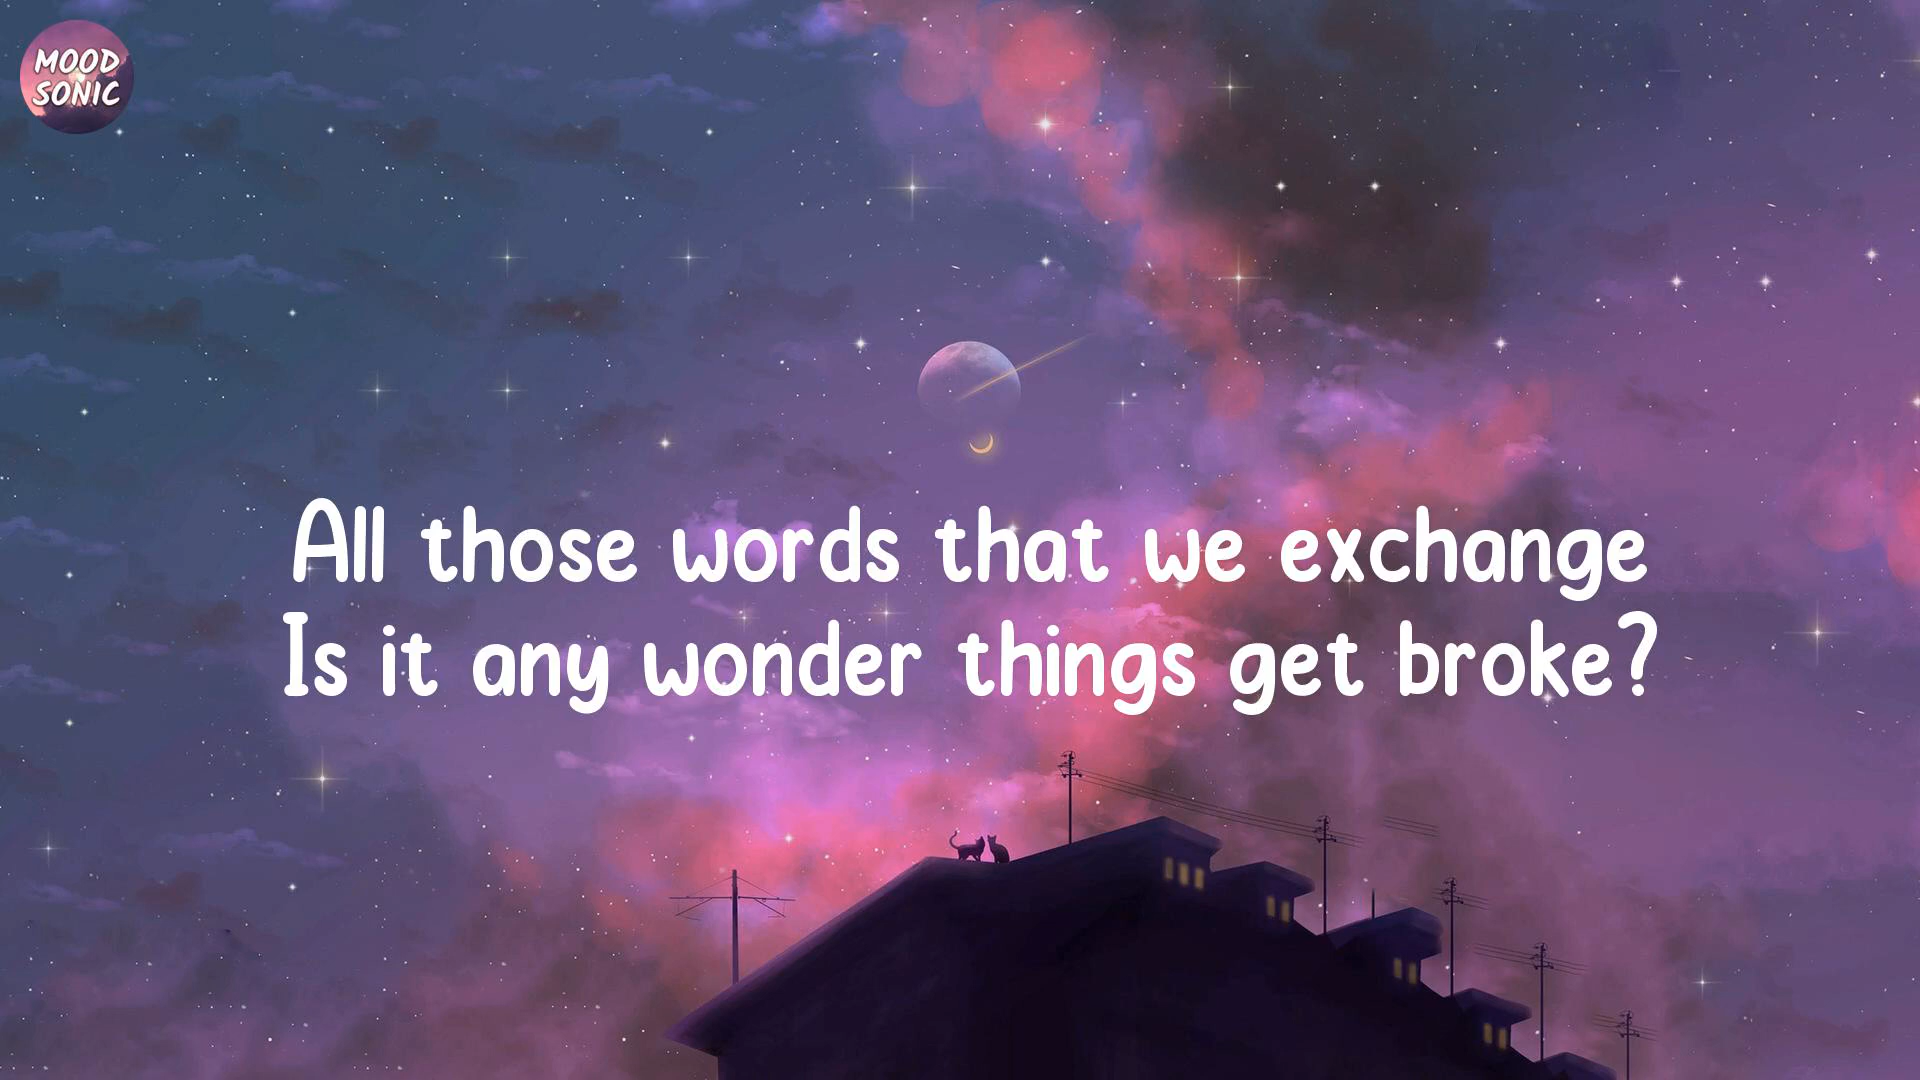 MOOD
SONIC
All those words that we exchange
Is it any wonder things get broke?